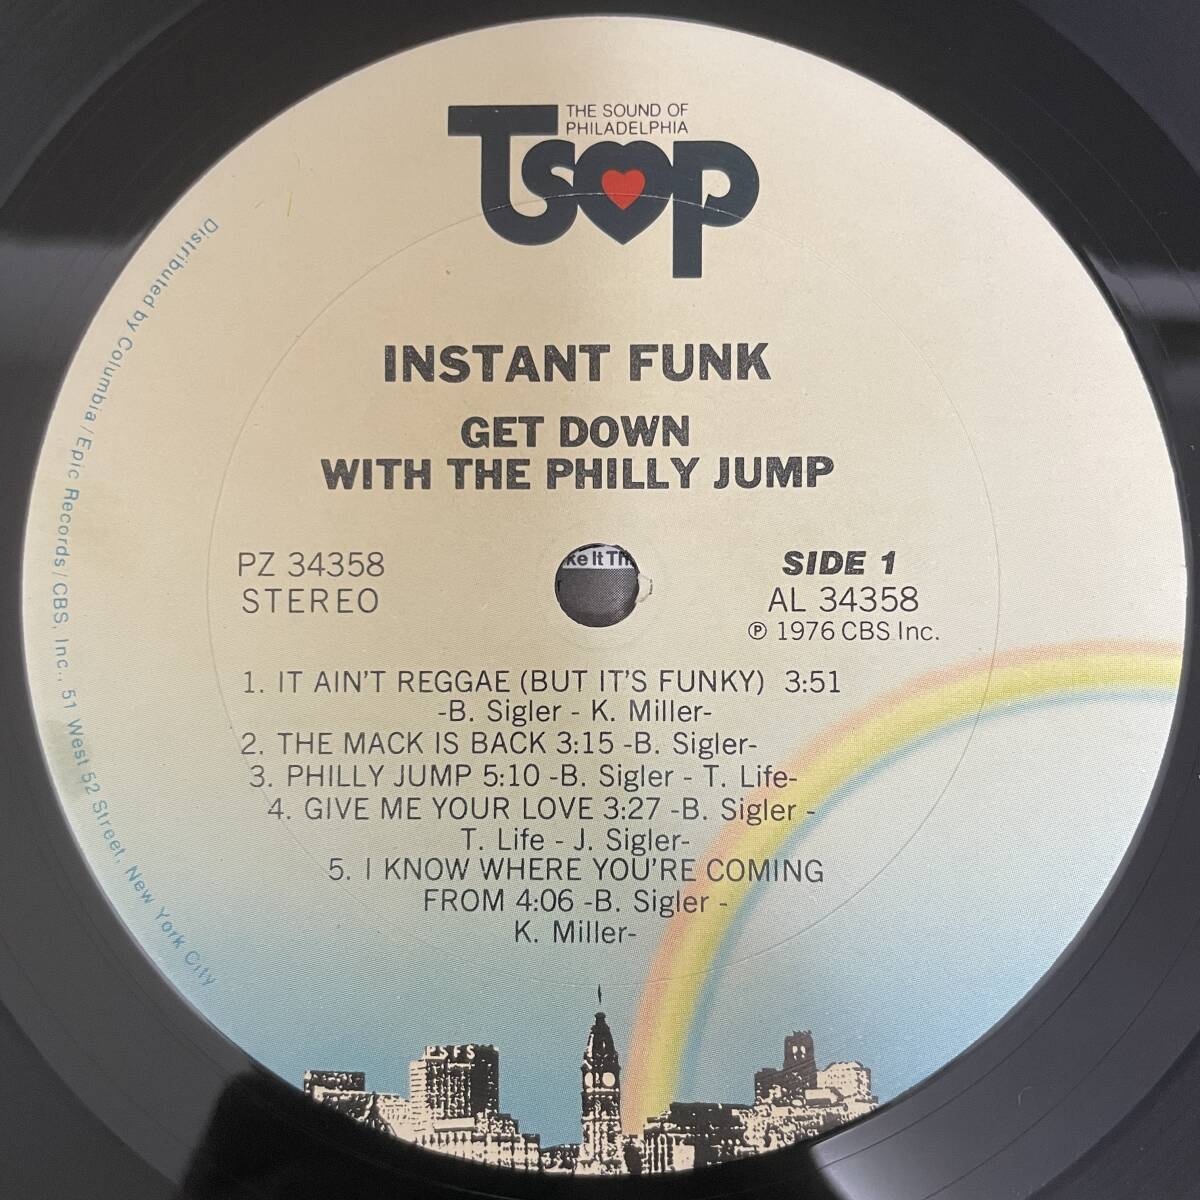 THE SOUND OF
PHILADELPHIA
TSOP
INSTANT FUNK
GET DOWN
WITH THE PHILLY JUMP
PZ 34358
STEREO
ke It Th
SIDE 1
AL 34358
Ⓟ 1976 CBS Inc.
1. IT AIN'T REGGAE (BUT IT'S FUNKY) 3:51
-B. Sigler - K. Miller-
2. THE MACK IS BACK 3:15 -B. Sigler-
3. PHILLY JUMP 5:10 -B. Sigler - T. Life-
4. GIVE ME YOUR LOVE 3:27 -B. Sigler -
T. Life - J. Sigler-
5. I KNOW WHERE YOU'RE COMING
FROM 4:06 -B. Sigler -
K. Miller-
PSFS
Distributed by Columbia/Epic Records/CBS, Inc., 51 West 52 Street, New York City